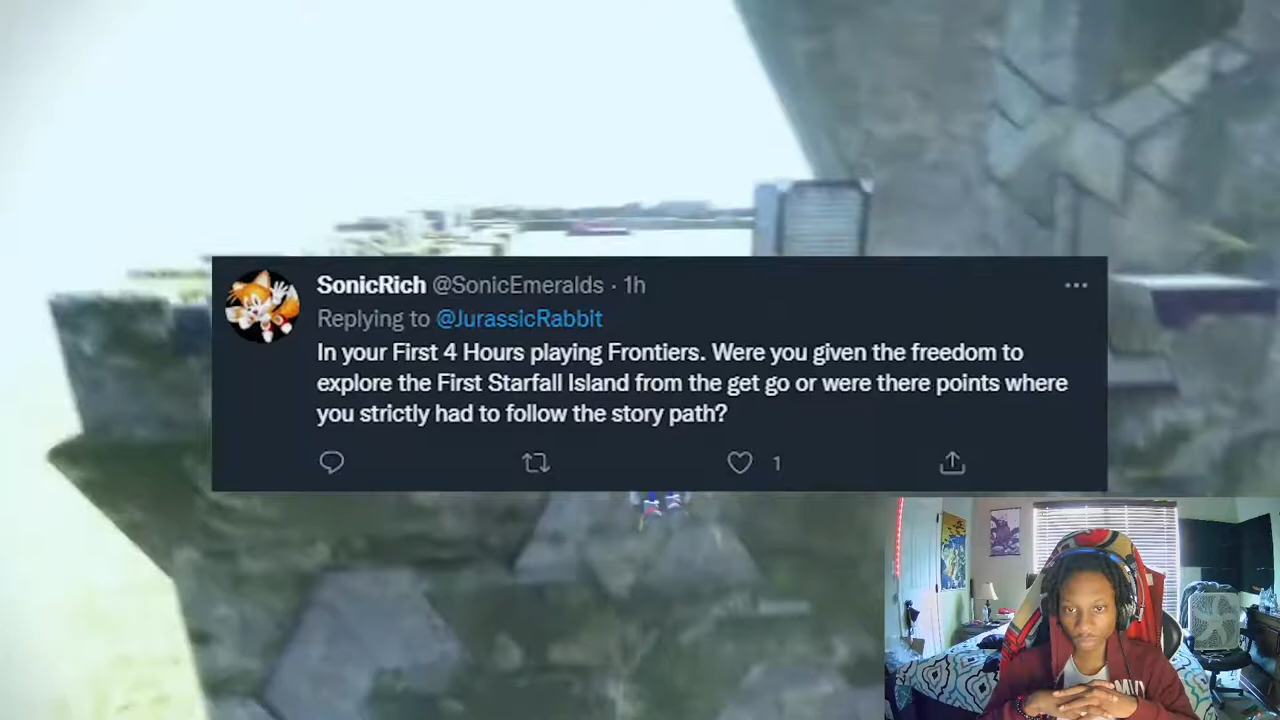 SonicRich @SonicEmeralds · 1h
Replying to @JurassicRabbit
In your First 4 Hours playing Frontiers. Were you given the freedom to
explore the First Starfall Island from the get go or were there points where
you strictly had to follow the story path?
1